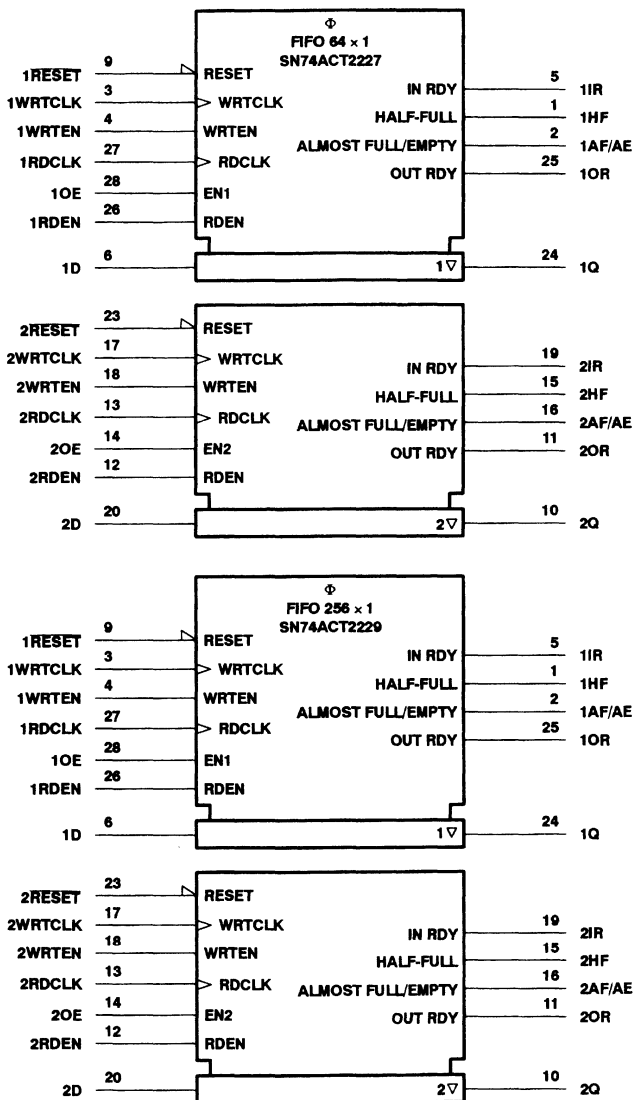 Φ
FIFO 64 × 1
SN74ACT2227
1RESET 9 RESET
1WRTCLK 3 WRTCLK
1WRTEN 4 WRTEN
1RDCLK 27 RDCLK
1OE 28 EN1
1RDEN 26 RDEN
IN RDY 5 1IR
HALF-FULL 1 1HF
ALMOST FULL/EMPTY 2 1AF/AE
OUT RDY 25 1OR
1D 6 1▽ 24 1Q
2RESET 23 RESET
2WRTCLK 17 WRTCLK
2WRTEN 18 WRTEN
2RDCLK 13 RDCLK
2OE 14 EN2
2RDEN 12 RDEN
IN RDY 19 2IR
HALF-FULL 15 2HF
ALMOST FULL/EMPTY 16 2AF/AE
OUT RDY 11 2OR
2D 20 2▽ 10 2Q
Φ
FIFO 256 × 1
SN74ACT2229
1RESET 9 RESET
1WRTCLK 3 WRTCLK
1WRTEN 4 WRTEN
1RDCLK 27 RDCLK
1OE 28 EN1
1RDEN 26 RDEN
IN RDY 5 1IR
HALF-FULL 1 1HF
ALMOST FULL/EMPTY 2 1AF/AE
OUT RDY 25 1OR
1D 6 1▽ 24 1Q
2RESET 23 RESET
2WRTCLK 17 WRTCLK
2WRTEN 18 WRTEN
2RDCLK 13 RDCLK
2OE 14 EN2
2RDEN 12 RDEN
IN RDY 19 2IR
HALF-FULL 15 2HF
ALMOST FULL/EMPTY 16 2AF/AE
OUT RDY 11 2OR
2D 20 2▽ 10 2Q